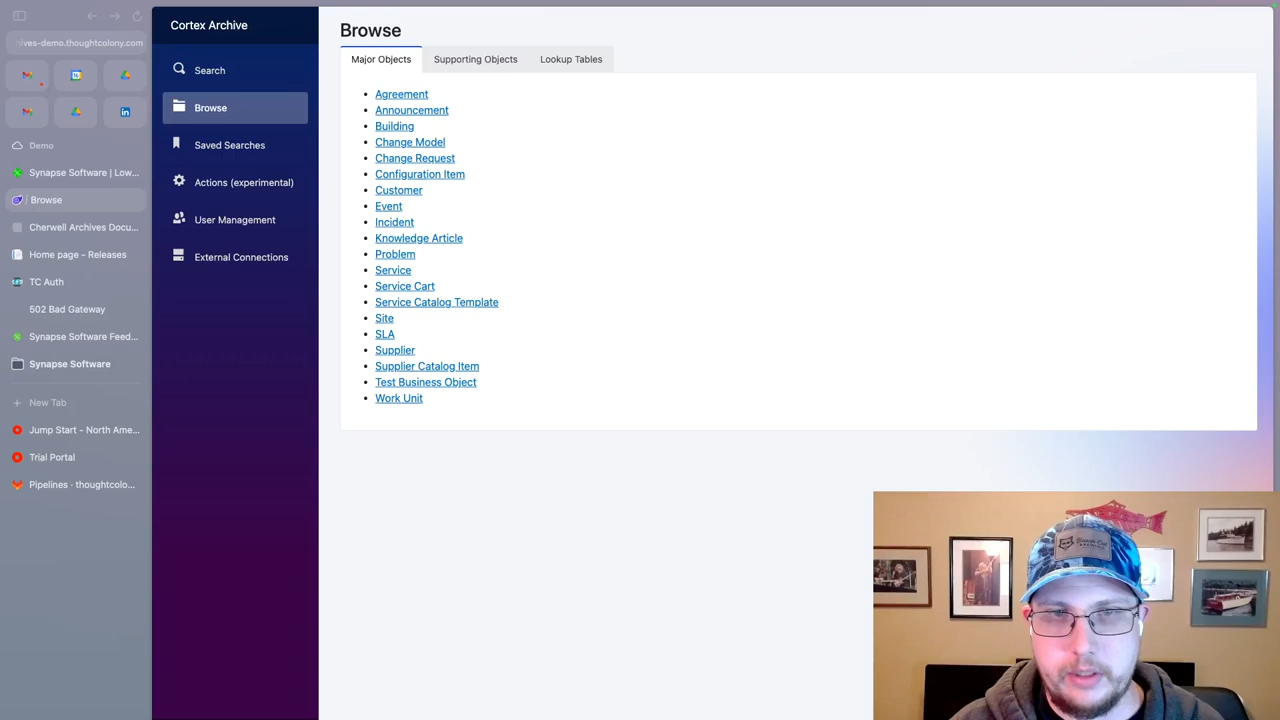 ives-demo.thoughtcolony.com
Demo
Synapse Software | Low...
Browse
Cherwell Archives Docu...
Home page - Releases
TC Auth
502 Bad Gateway
Synapse Software Feed...
Synapse Software
New Tab
Jump Start - North Ame...
Trial Portal
Pipelines · thoughtcolo...
Cortex Archive
Search
Browse
Saved Searches
Actions (experimental)
User Management
External Connections
Browse
Major Objects
Supporting Objects
Lookup Tables
Agreement
Announcement
Building
Change Model
Change Request
Configuration Item
Customer
Event
Incident
Knowledge Article
Problem
Service
Service Cart
Service Catalog Template
Site
SLA
Supplier
Supplier Catalog Item
Test Business Object
Work Unit